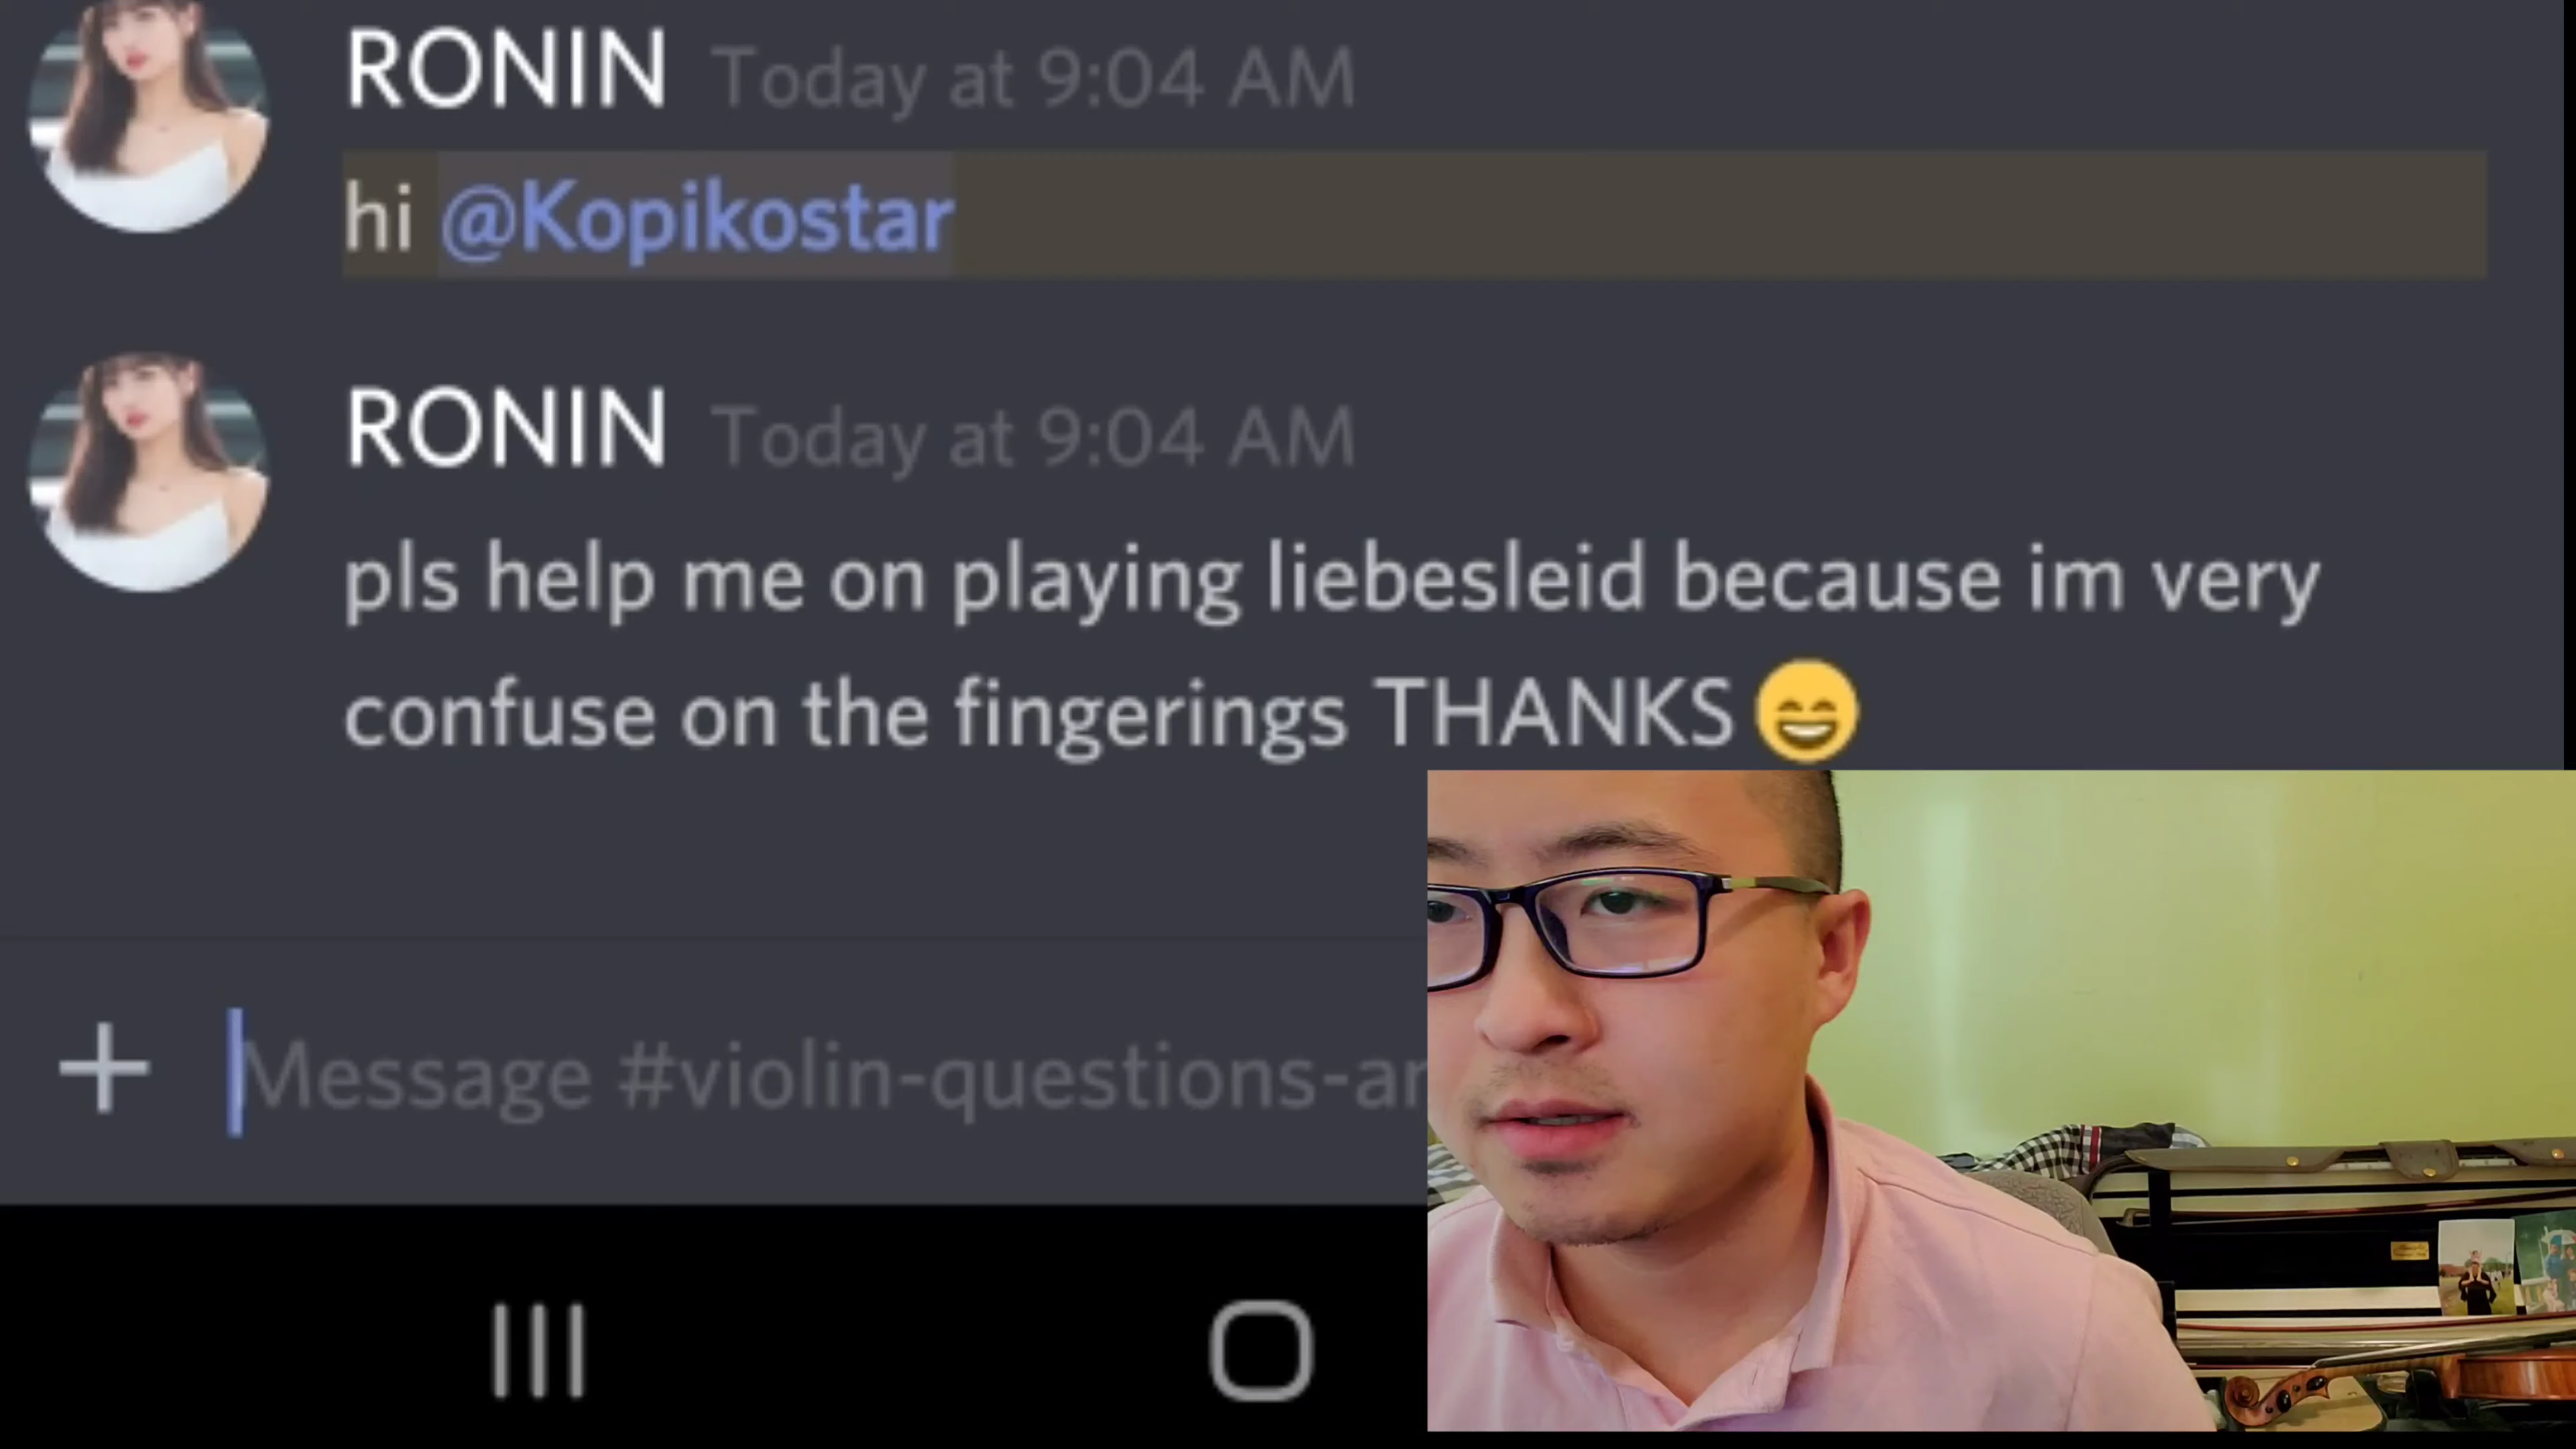 RONIN Today at 9:04 AM
hi @Kopikostar
RONIN Today at 9:04 AM
pls help me on playing liebesleid because im very
confuse on the fingerings THANKS 😄
Message #violin-questions-ar